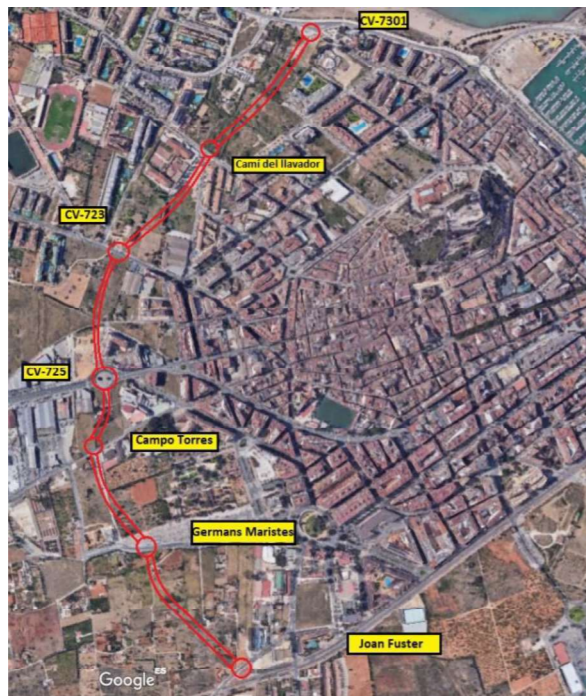 CV-7301
Camí del llavador
CV-723
CV-725
Campo Torres
Germans Maristes
Joan Fuster
Google
ES